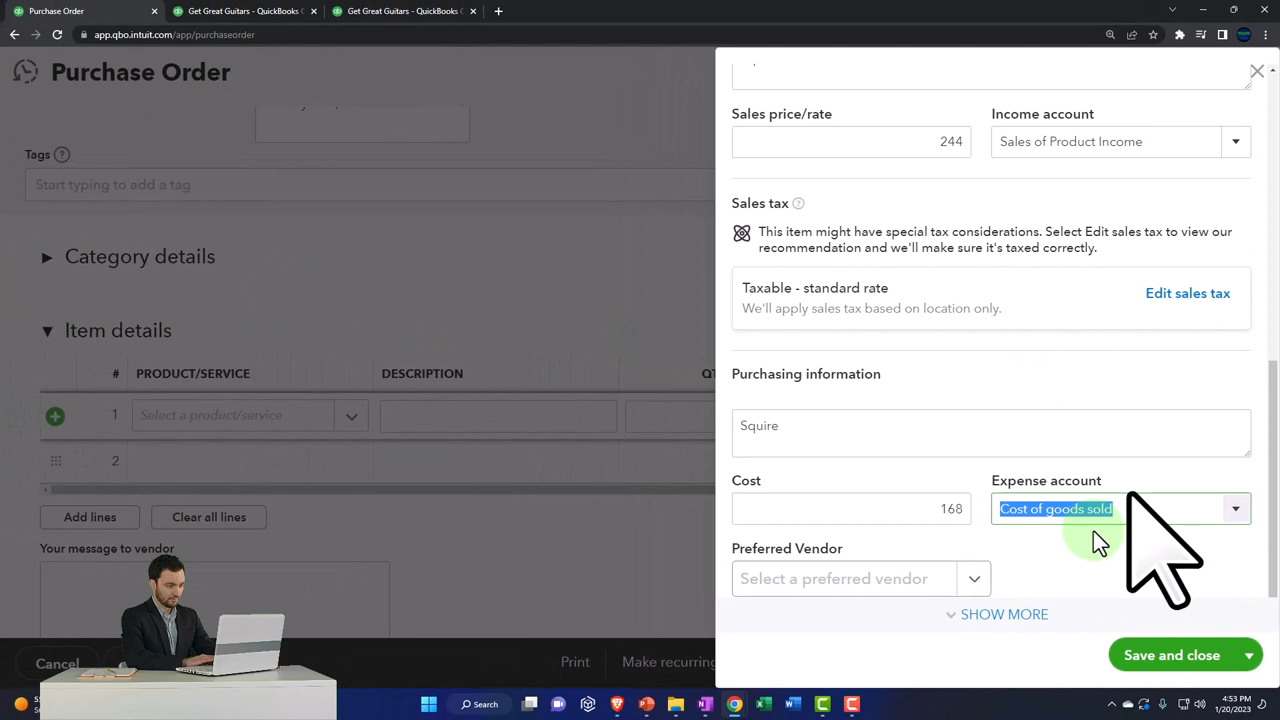 Purchase Order
Get Great Guitars - QuickBooks
Get Great Guitars - QuickBooks
app.qbo.intuit.com/app/purchaseorder
Purchase Order
Tags ?
Start typing to add a tag
Category details
Item details
# PRODUCT/SERVICE DESCRIPTION QT
1 Select a product/service
2
Add lines Clear all lines
Your message to vendor
Cancel Print Make recurring
Sales price/rate Income account
244 Sales of Product Income
Sales tax ?
This item might have special tax considerations. Select Edit sales tax to view our
recommendation and we'll make sure it's taxed correctly.
Taxable - standard rate
We'll apply sales tax based on location only.
Edit sales tax
Purchasing information
Squire
Cost Expense account
168 Cost of goods sold
Preferred Vendor
Select a preferred vendor
SHOW MORE
Save and close
Search
4:53 PM
1/20/2023